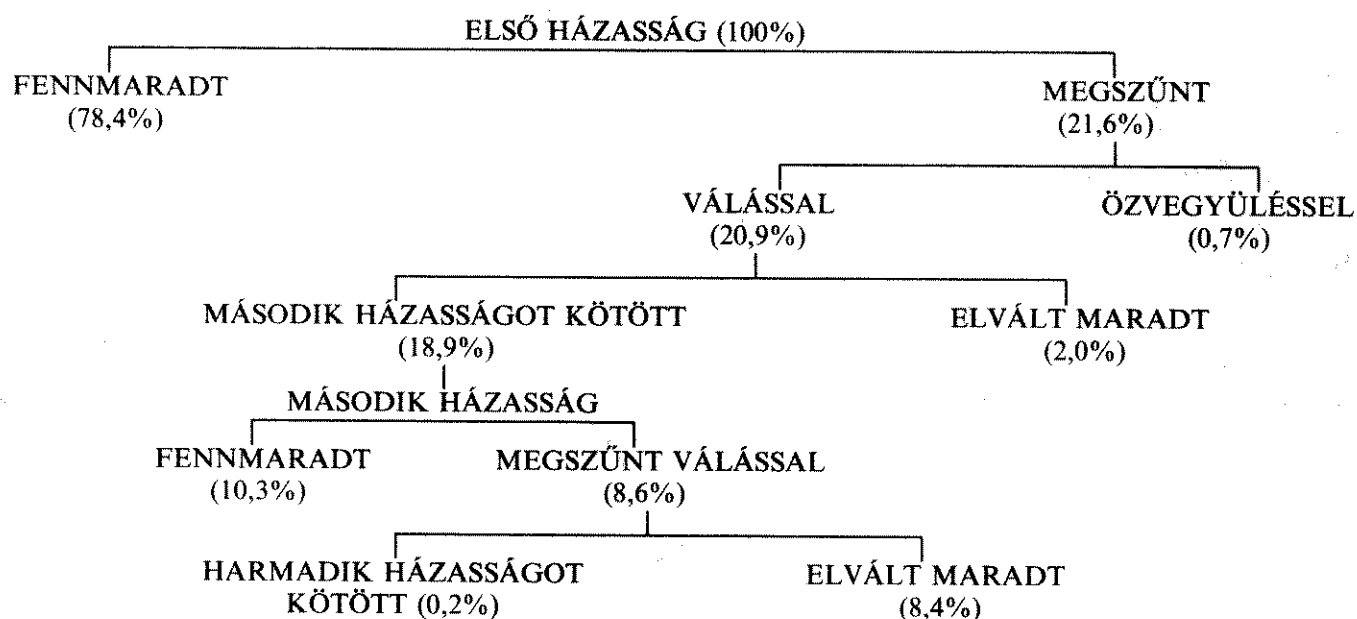 ELSŐ HÁZASSÁG (100%)
FENNMARADT
(78,4%)
MEGSZŰNT
(21,6%)
VÁLÁSSAL
(20,9%)
ÖZVEGYÜLÉSSEL
(0,7%)
MÁSODIK HÁZASSÁGOT KÖTÖTT
(18,9%)
ELVÁLT MARADT
(2,0%)
MÁSODIK HÁZASSÁG
FENNMARADT
(10,3%)
MEGSZŰNT VÁLÁSSAL
(8,6%)
HARMADIK HÁZASSÁGOT
KÖTÖTT (0,2%)
ELVÁLT MARADT
(8,4%)